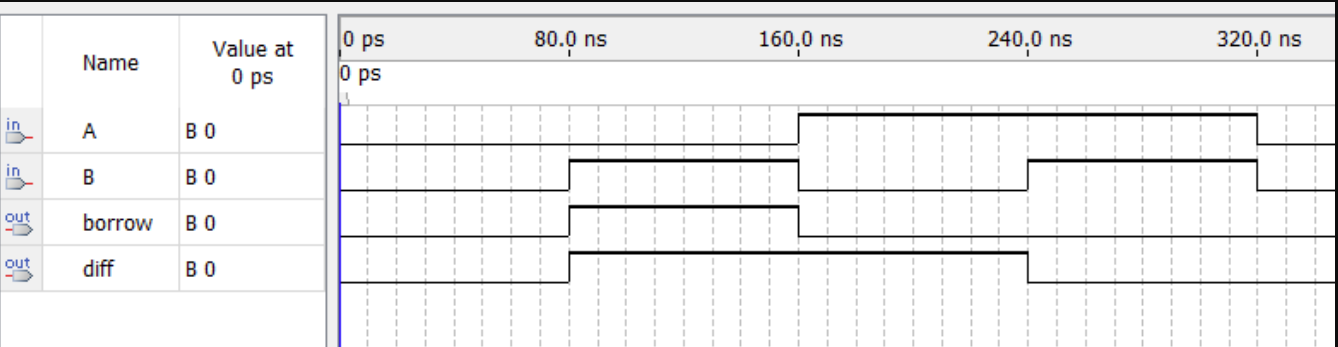 Name
Value at
0 ps
0 ps 80.0 ns 160.0 ns 240.0 ns 320.0 ns
0 ps
in A B 0
in B B 0
out borrow B 0
out diff B 0